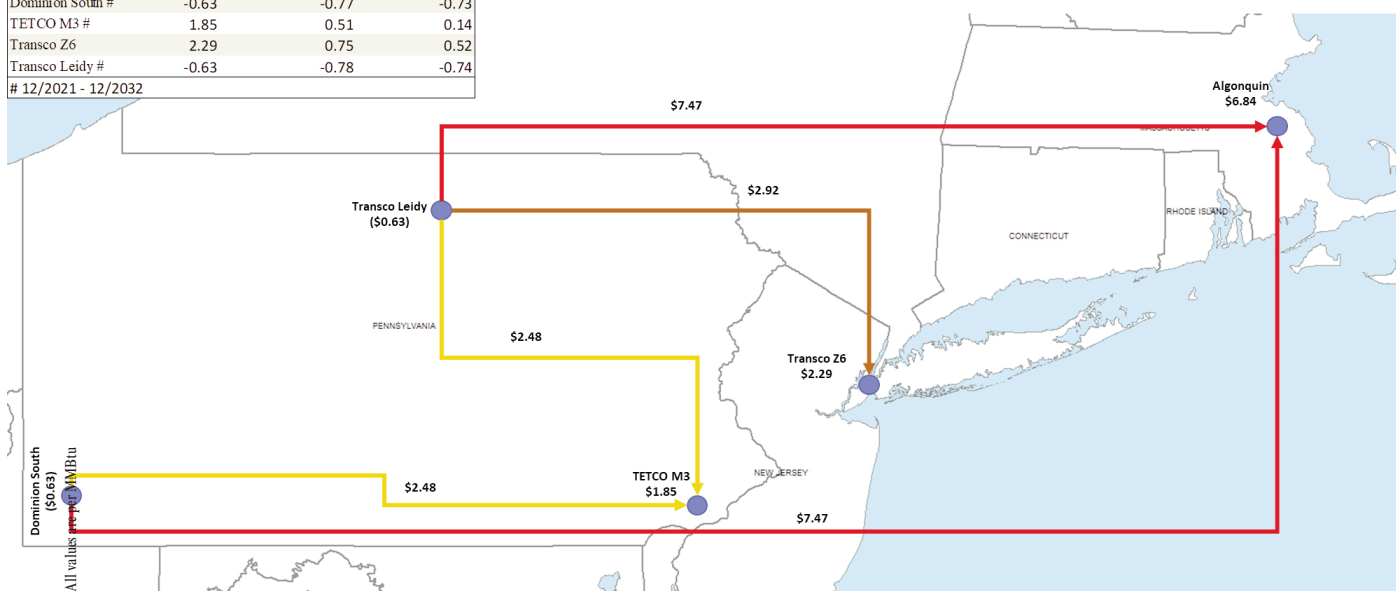 Dominion South # -0.63 -0.77 -0.73
TETCO M3 # 1.85 0.51 0.14
Transco Z6 2.29 0.75 0.52
Transco Leidy # -0.63 -0.78 -0.74
# 12/2021 - 12/2032
Algonquin
$6.84
$7.47
MASSACHUSETTS
$2.92
Transco Leidy
($0.63)
RHODE ISLAND
CONNECTICUT
PENNSYLVANIA
$2.48
Transco Z6
$2.29
Dominion South
($0.63)
All values are per MMBtu
$2.48
TETCO M3
$1.85
NEW JERSEY
$7.47